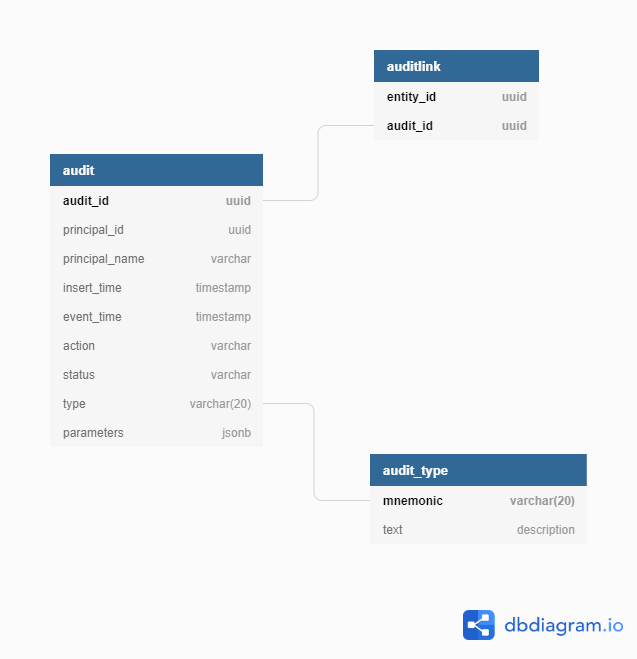 auditlink
entity_id uuid
audit_id uuid
audit
audit_id uuid
principal_id uuid
principal_name varchar
insert_time timestamp
event_time timestamp
action varchar
status varchar
type varchar(20)
parameters jsonb
audit_type
mnemonic varchar(20)
text description
dbdiagram.io